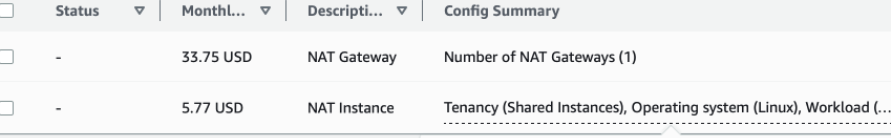 Status Monthl... Descripti... Config Summary
- 33.75 USD NAT Gateway Number of NAT Gateways (1)
- 5.77 USD NAT Instance Tenancy (Shared Instances), Operating system (Linux), Workload (...